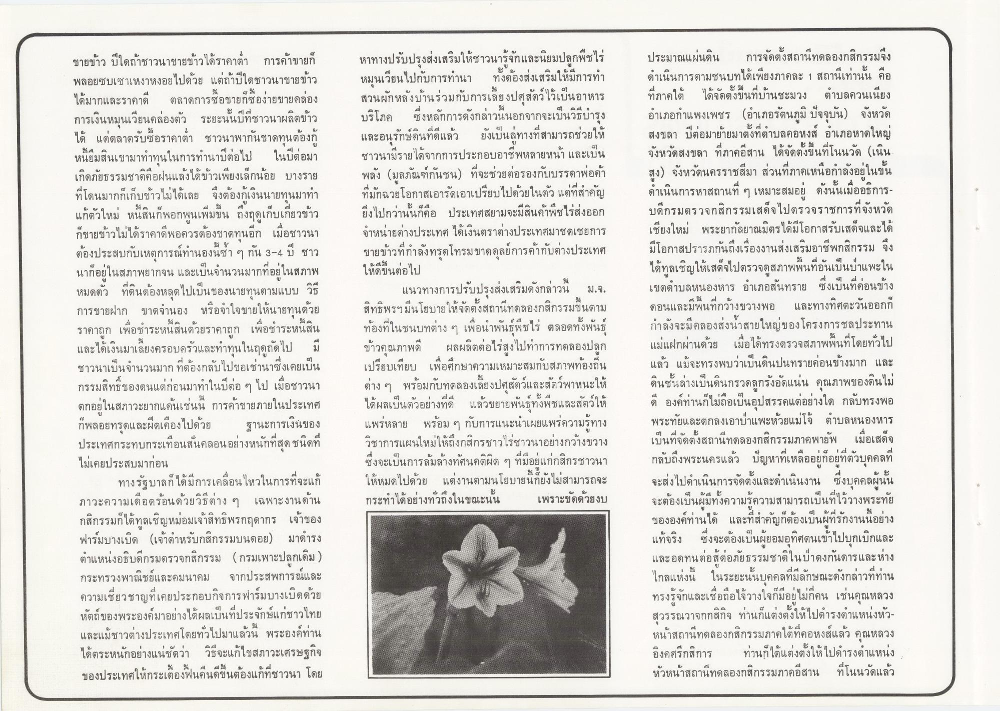 ขายข้าว ปีใดถ้าชาวนาขายข้าวได้ราคาต่ำ การค้าขายก็
พลอยซบเซาเหงาหงอยไปด้วย แต่ถ้าปีใดชาวนาขายข้าว
ได้มากและราคาดี ตลาดการซื้อขายก็ซื้อง่ายขายคล่อง
การเงินหมุนเวียนคล่องตัว ระยะนั้นปีที่ชาวนาผลิตข้าว
ได้ แต่ตลาดรับซื้อราคาต่ำ ชาวนาพากันขาดทุนต้องกู้
หนี้ยืมสินเขามาทำทุนในการทำนาปีต่อไป ในปีต่อมา
เกิดภัยธรรมชาติคือฝนแล้งได้ข้าวเพียงเล็กน้อย บางราย
ที่โดนมากก็เก็บข้าวไม่ได้เลย จึงต้องกู้เงินนายทุนมาทำ
แก้ตัวใหม่ หนี้สินก็พอกพูนเพิ่มขึ้น ถึงฤดูเก็บเกี่ยวข้าว
ก็ขายข้าวไม่ได้ราคาดีพอควรต้องขาดทุนอีก เมื่อชาวนา
ต้องประสบกับเหตุการณ์ทำนองนี้ซ้ำ ๆ กัน 3-4 ปี ชาว
นาก็อยู่ในสภาพยากจน และเป็นจำนวนมากที่อยู่ในสภาพ
หมดตัว ที่ดินต้องหลุดไปเป็นของนายทุนตามแบบ วิธี
การขายฝาก ขาดจำนอง หรือจำใจขายให้นายทุนด้วย
ราคาถูก เพื่อชำระหนี้สินด้วยราคาถูก เพื่อชำระหนี้สิน
และได้เงินมาเลี้ยงครอบครัวและทำทุนในฤดูถัดไป มี
ชาวนาเป็นจำนวนมาก ที่ต้องกลับไปขอเช่านาซึ่งเคยเป็น
กรรมสิทธิ์ของตนแต่ก่อนมาทำในปีต่อ ๆ ไป เมื่อชาวนา
ตกอยู่ในสภาวะยากแค้นเช่นนี้ การค้าขายภายในประเทศ
ก็พลอยทรุดและฝืดเคืองไปด้วย ฐานะการเงินของ
ประเทศกระทบกระเทือนสั่นคลอนอย่างหนักที่สุด ชนิดที่
ไม่เคยประสบมาก่อน
ทางรัฐบาลก็ได้มีการเคลื่อนไหวในการที่จะแก้
ภาวะความเดือดร้อนด้วยวิธีต่าง ๆ เฉพาะงานด้าน
กสิกรรมก็ได้ทูลเชิญหม่อมเจ้าสิทธิพรกฤดากร เจ้าของ
ฟาร์มบางเบิด (เจ้าตำหรับกสิกรรมบนดอย) มาดำรง
ตำแหน่งอธิบดีกรมตรวจกสิกรรม (กรมเพาะปลูกเดิม)
กระทรวงพาณิชย์และคมนาคม จากประสพการณ์และ
ความเชี่ยวชาญที่เคยประกอบกิจการฟาร์มบางเบิดด้วย
หัตถ์ของพระองค์มาอย่างได้ผลเป็นที่ประจักษ์แก่ชาวไทย
และแม้ชาวต่างประเทศโดยทั่วไปมาแล้วนี้ พระองค์ท่าน
ได้ตระหนักอย่างแน่ชัดว่า วิธีจะแก้ไขสภาวะเศรษฐกิจ
ของประเทศให้กระเตื้องฟื้นคืนดีขึ้นต้องแก้ที่ชาวนา โดย
หาทางปรับปรุงส่งเสริมให้ชาวนารู้จักและนิยมปลูกพืชไร่
หมุนเวียนไปกับการทำนา ทั้งต้องส่งเสริมให้มีการทำ
สวนผักหลังบ้านร่วมกับการเลี้ยงปศุสัตว์ไว้เป็นอาหาร
บริโภค ซึ่งหลักการดังกล่าวนี้นอกจากจะเป็นวิธีบำรุง
และอนุรักษ์ดินที่ดีแล้ว ยังเป็นลู่ทางที่สามารถช่วยให้
ชาวนามีรายได้จากการประกอบอาชีพหลายหน้า และเป็น
พลัง (มูลภัณฑ์กันชน) ที่จะช่วยต่อรองกับบรรดาพ่อค้า
ที่มักฉวยโอกาสเอารัดเอาเปรียบไปด้วยในตัว แต่ที่สำคัญ
ยิ่งไปกว่านั้นก็คือ ประเทศสยามจะมีสินค้าพืชไร่ส่งออก
จำหน่ายต่างประเทศ ได้เงินตราต่างประเทศมาชดเชยการ
ขายข้าวที่กำลังทรุดโทรมขาดดุลย์การค้ากับต่างประเทศ
ให้ดีขึ้นต่อไป
แนวทางการปรับปรุงส่งเสริมดังกล่าวนี้ ม.จ.
สิทธิพรฯ มีนโยบายให้จัดตั้งสถานีทดลองกสิกรรมขึ้นตาม
ท้องที่ในชนบทต่าง ๆ เพื่อนำพันธุ์พืชไร่ ตลอดทั้งพันธุ์
ข้าวคุณภาพดี ผลผลิตต่อไร่สูงไปทำการทดลองปลูก
เปรียบเทียบ เพื่อศึกษาความเหมาะสมกับสภาพท้องถิ่น
ต่าง ๆ พร้อมกับทดลองเลี้ยงปศุสัตว์และสัตว์พาหนะให้
ได้ผลเป็นตัวอย่างที่ดี แล้วขยายพันธุ์ทั้งพืชและสัตว์ให้
แพร่หลาย พร้อม ๆ กับการแนะนำเผยแพร่ความรู้ทาง
วิชาการแผนใหม่ให้ถึงกสิกรชาวไร่ชาวนาอย่างกว้างขวาง
ซึ่งจะเป็นการล้มล้างทัศนคติผิด ๆ ที่มีอยู่แก่กสิกรชาวนา
ให้หมดไปด้วย แต่งานตามนโยบายนี้ก็ยังไม่สามารถจะ
กระทำได้อย่างทั่วถึงในขณะนั้น เพราะขัดด้วยงบ
ประมาณแผ่นดิน การจัดตั้งสถานีทดลองกสิกรรมจึง
ดำเนินการตามชนบทได้เพียงภาคละ 1 สถานีเท่านั้น คือ
ที่ภาคใต้ ได้จัดตั้งขึ้นที่บ้านชะมวง ตำบลควนเนียง
อำเภอกำแพงเพชร (อำเภอรัตนภูมิ ปัจจุบัน) จังหวัด
สงขลา ปีต่อมาย้ายมาตั้งที่ตำบลคอหงส์ อำเภอหาดใหญ่
จังหวัดสงขลา ที่ภาคอีสาน ได้จัดตั้งขึ้นที่โนนวัด (เนิน
สูง) จังหวัดนครราชสีมา ส่วนที่ภาคเหนือกำลังอยู่ในขั้น
ดำเนินการหาสถานที่ ๆ เหมาะสมอยู่ ดังนั้นเมื่ออธิการ-
บดีกรมตรวจกสิกรรมเสด็จไปตรวจราชการที่จังหวัด
เชียงใหม่ พระยากัลยาณมิตรได้มีโอกาสรับเสด็จและได้
มีโอกาสปรารภกันถึงเรื่องงานส่งเสริมอาชีพกสิกรรม จึง
ได้ทูลเชิญให้เสด็จไปตรวจดูสภาพพื้นที่อันเป็นป่าแพะใน
เขตตำบลหนองหาร อำเภอสันทราย ซึ่งเป็นที่ค่อนข้าง
ดอนและมีพื้นที่กว้างขวางพอ และทางทิศตะวันออกก็
กำลังจะมีคลองส่งน้ำสายใหญ่ของโครงการชลประทาน
แม่แฝกผ่านด้วย เมื่อได้ทรงตรวจสภาพพื้นที่โดยทั่วไป
แล้ว แม้จะทรงพบว่าเป็นดินปนทรายค่อนข้างมาก และ
ดินชั้นล่างเป็นดินกรวดลูกรังอัดแน่น คุณภาพของดินไม่
ดี องค์ท่านก็ไม่ถือเป็นอุปสรรคแต่อย่างใด กลับทรงพอ
พระทัยและตกลงเอาป่าแพะห้วยแม่โจ้ ตำบลหนองหาร
เป็นที่จัดตั้งสถานีทดลองกสิกรรมภาคพายัพ เมื่อเสด็จ
กลับถึงพระนครแล้ว ปัญหาที่เหลืออยู่ก็อยู่ที่ตัวบุคคลที่
จะส่งไปดำเนินการจัดตั้งและดำเนินงาน ซึ่งบุคคลผู้นั้น
จะต้องเป็นผู้มีทั้งความรู้ความสามารถเป็นที่ไว้วางพระทัย
ขององค์ท่านได้ และที่สำคัญก็ต้องเป็นผู้ที่รักงานนี้อย่าง
แท้จริง ซึ่งจะต้องเป็นผู้ยอมอุทิศตนเข้าไปบุกเบิกและ
และอดทนต่อสู้ต่อภัยธรรมชาติในป่าดงกันดารและห่าง
ไกลแห่งนี้ ในระยะนั้นบุคคลที่มีลักษณะดังกล่าวที่ท่าน
ทรงรู้จักและเชื่อถือไจ้วางใจก็มีอยู่ไม่กี่คน เช่นคุณหลวง
สุวรรณวาจกกสิกิจ ท่านก็แต่งตั้งให้ไปดำรงตำแหน่งหัว-
หน้าสถานีทดลองกสิกรรมภาคใต้ที่คอหงส์แล้ว คุณหลวง
อิงคศรีกสิการ ท่านก็ได้แต่งตั้งให้ไปดำรงตำแหน่ง
หัวหน้าสถานีทดลองกสิกรรมภาคอีสาน ที่โนนวัดแล้ว